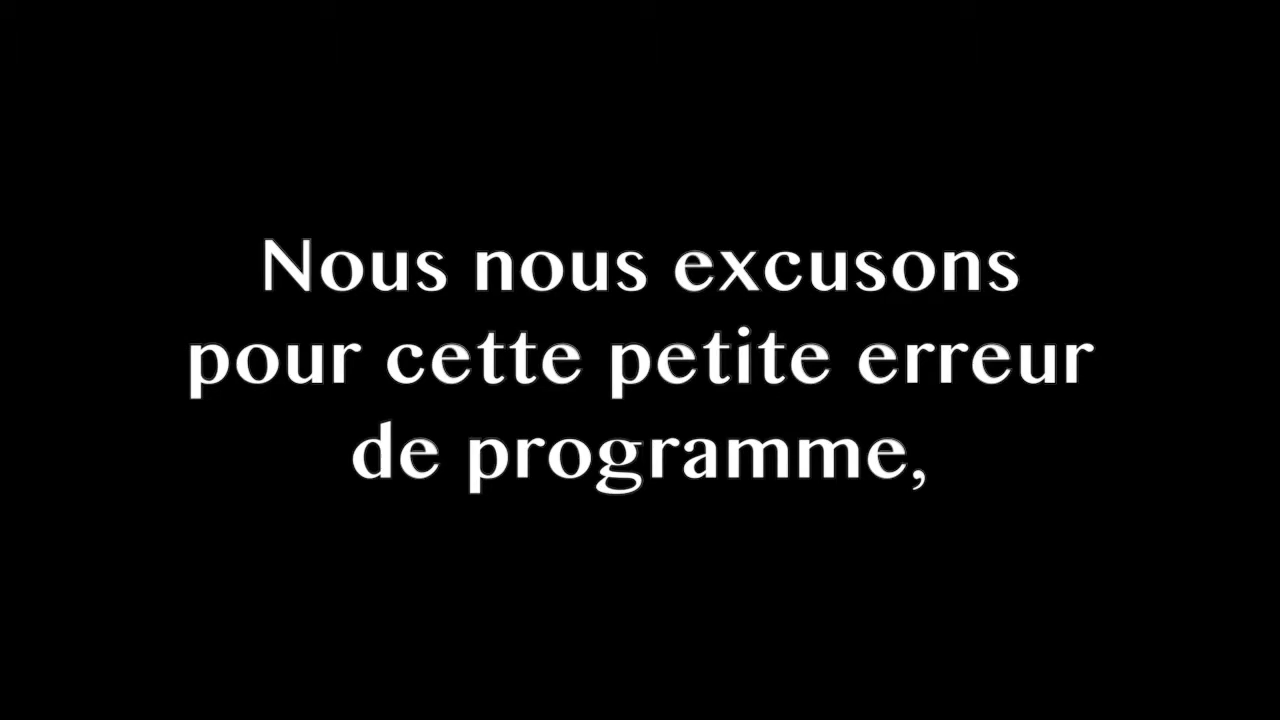 Nous nous excusons
pour cette petite erreur
de programme,